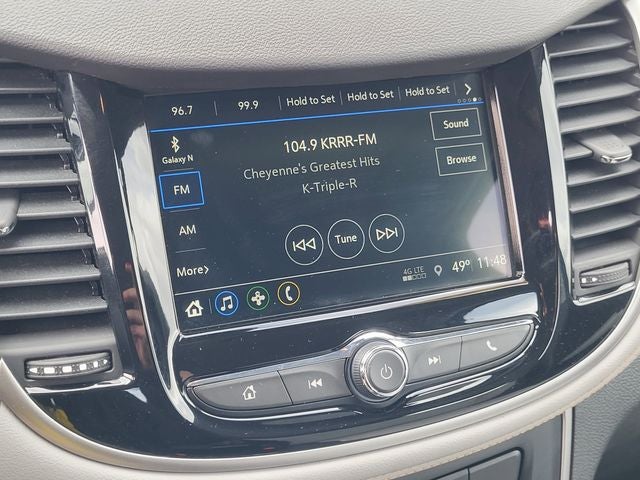 96.7 99.9 Hold to Set Hold to Set Hold to Set
Galaxy N
104.9 KRRR-FM
Sound
Cheyenne's Greatest Hits
Browse
FM
K-Triple-R
AM
Tune
More
4G LTE
49° 11:48